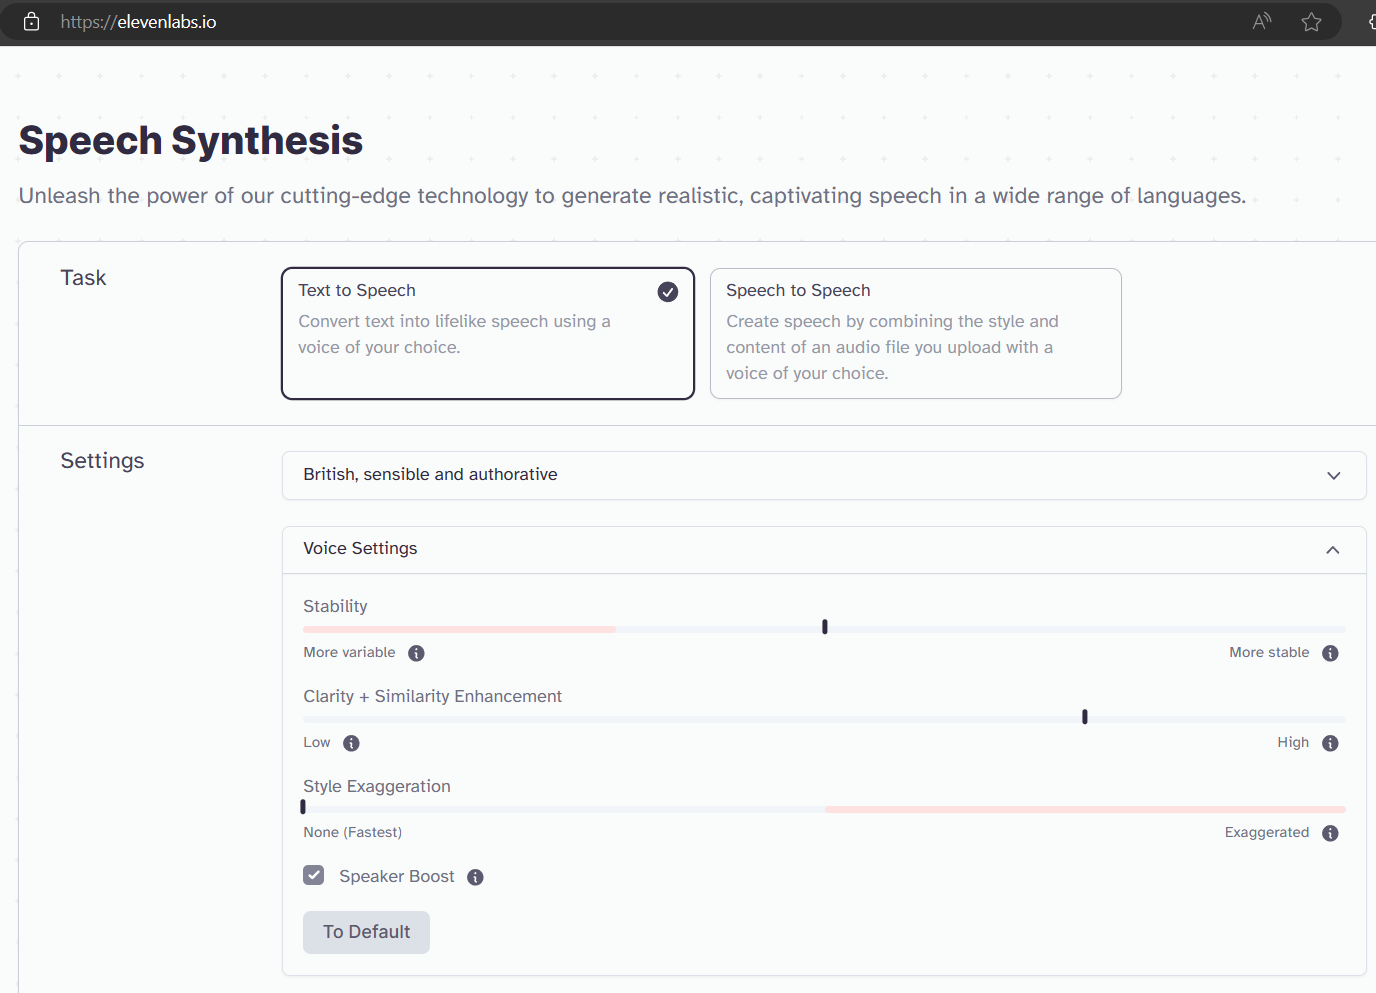 https://elevenlabs.io
Speech Synthesis
Unleash the power of our cutting-edge technology to generate realistic, captivating speech in a wide range of languages.
Task
Text to Speech
Convert text into lifelike speech using a
voice of your choice.
Speech to Speech
Create speech by combining the style and
content of an audio file you upload with a
voice of your choice.
Settings
British, sensible and authorative
Voice Settings
Stability
More variable
More stable
Clarity + Similarity Enhancement
Low
High
Style Exaggeration
None (Fastest)
Exaggerated
Speaker Boost
To Default